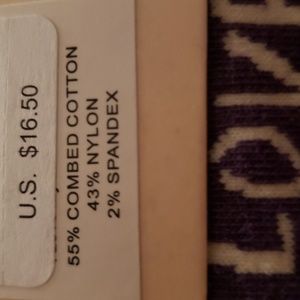 U.S. $16.50
55% COMBED COTTON
43% NYLON
2% SPANDEX